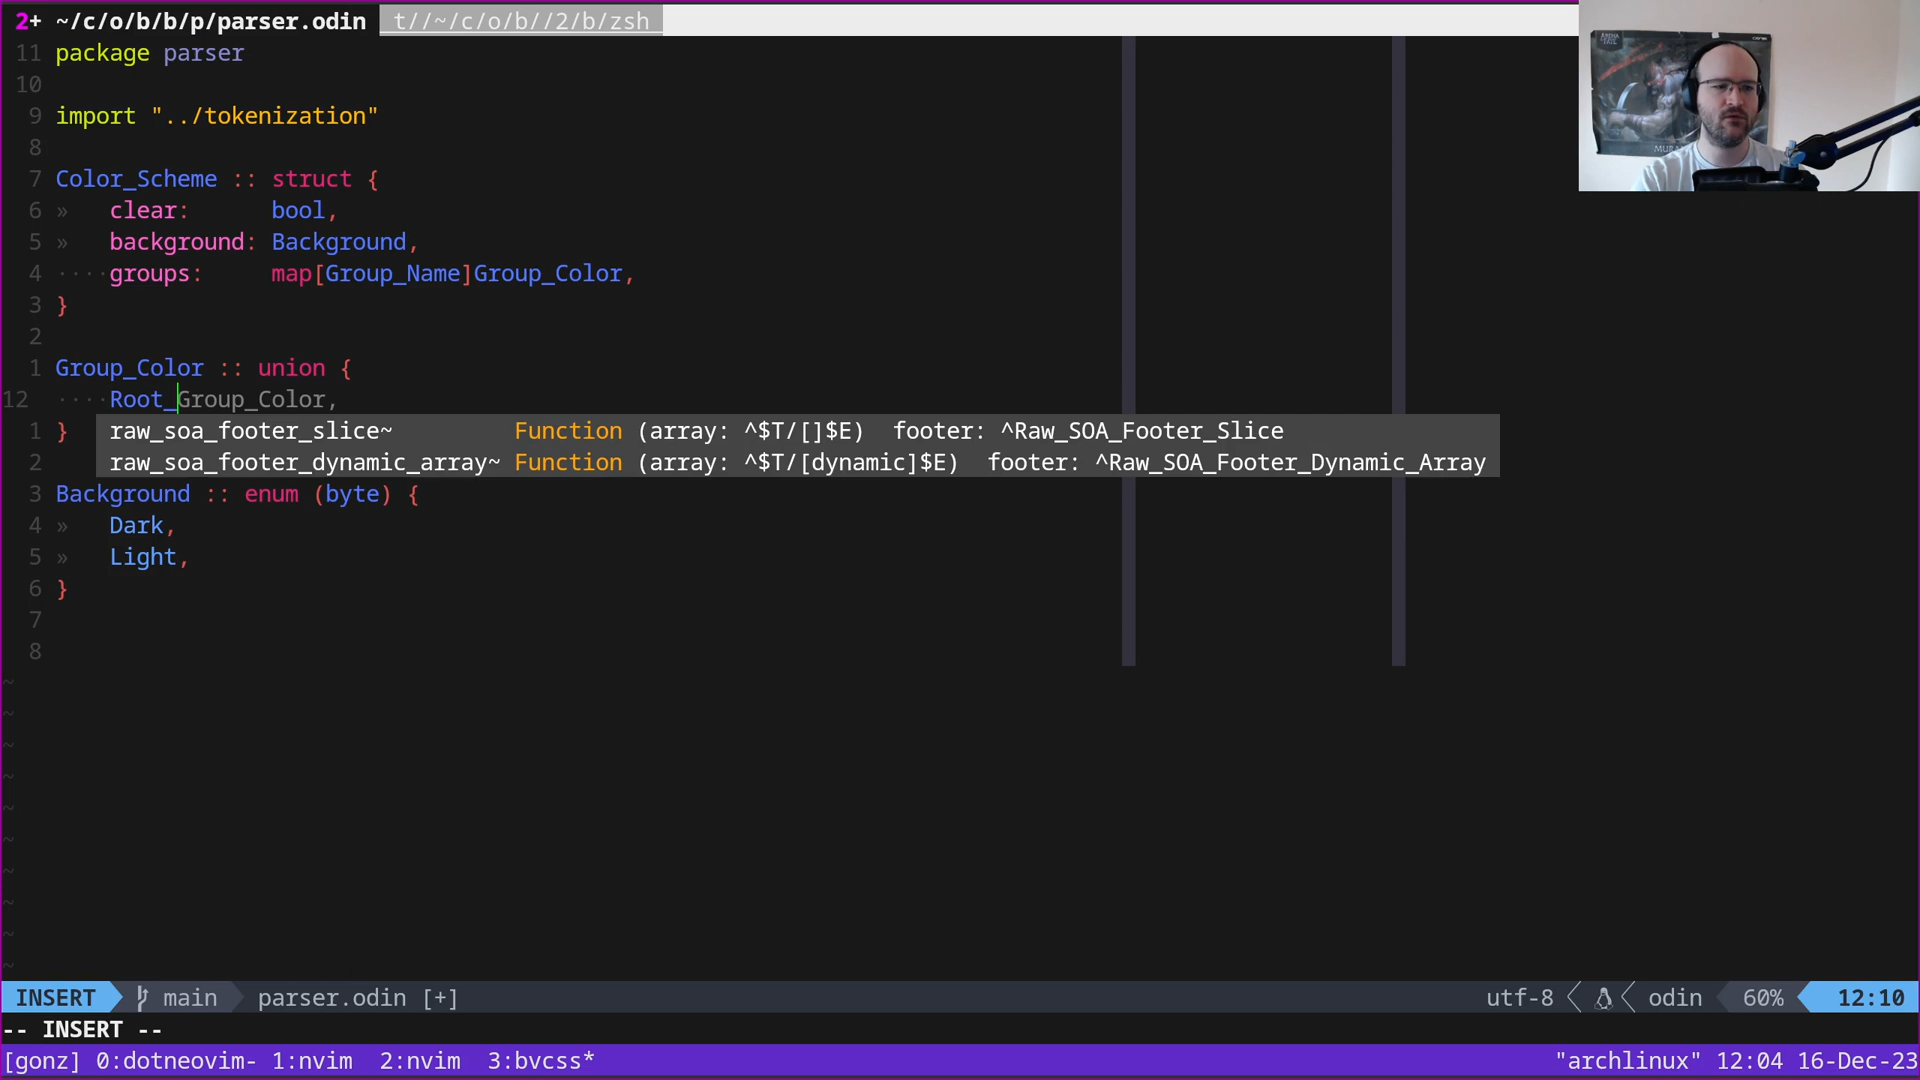 2+ ~/c/o/b/b/p/parser.odin  t//~/c/o/b//2/b/zsh
11 package parser
10
9 import "../tokenization"
8
7 Color_Scheme :: struct {
6 »   clear:      bool,
5 »   background: Background,
4 ····groups:     map[Group_Name]Group_Color,
3 }
2
1 Group_Color :: union {
12 ····Root_Group_Color,
1 }  raw_soa_footer_slice~         Function (array: ^$T/[]$E)  footer: ^Raw_SOA_Footer_Slice
2    raw_soa_footer_dynamic_array~ Function (array: ^$T/[dynamic]$E)  footer: ^Raw_SOA_Footer_Dynamic_Array
3 Background :: enum (byte) {
4 »   Dark,
5 »   Light,
6 }
7
8
~
~
~
~
~
~
~
~
~
~
INSERT  main  parser.odin [+]  utf-8  odin  60%  12:10
-- INSERT --
[gonz] 0:dotneovim- 1:nvim  2:nvim  3:bvcss*  "archlinux" 12:04 16-Dec-23